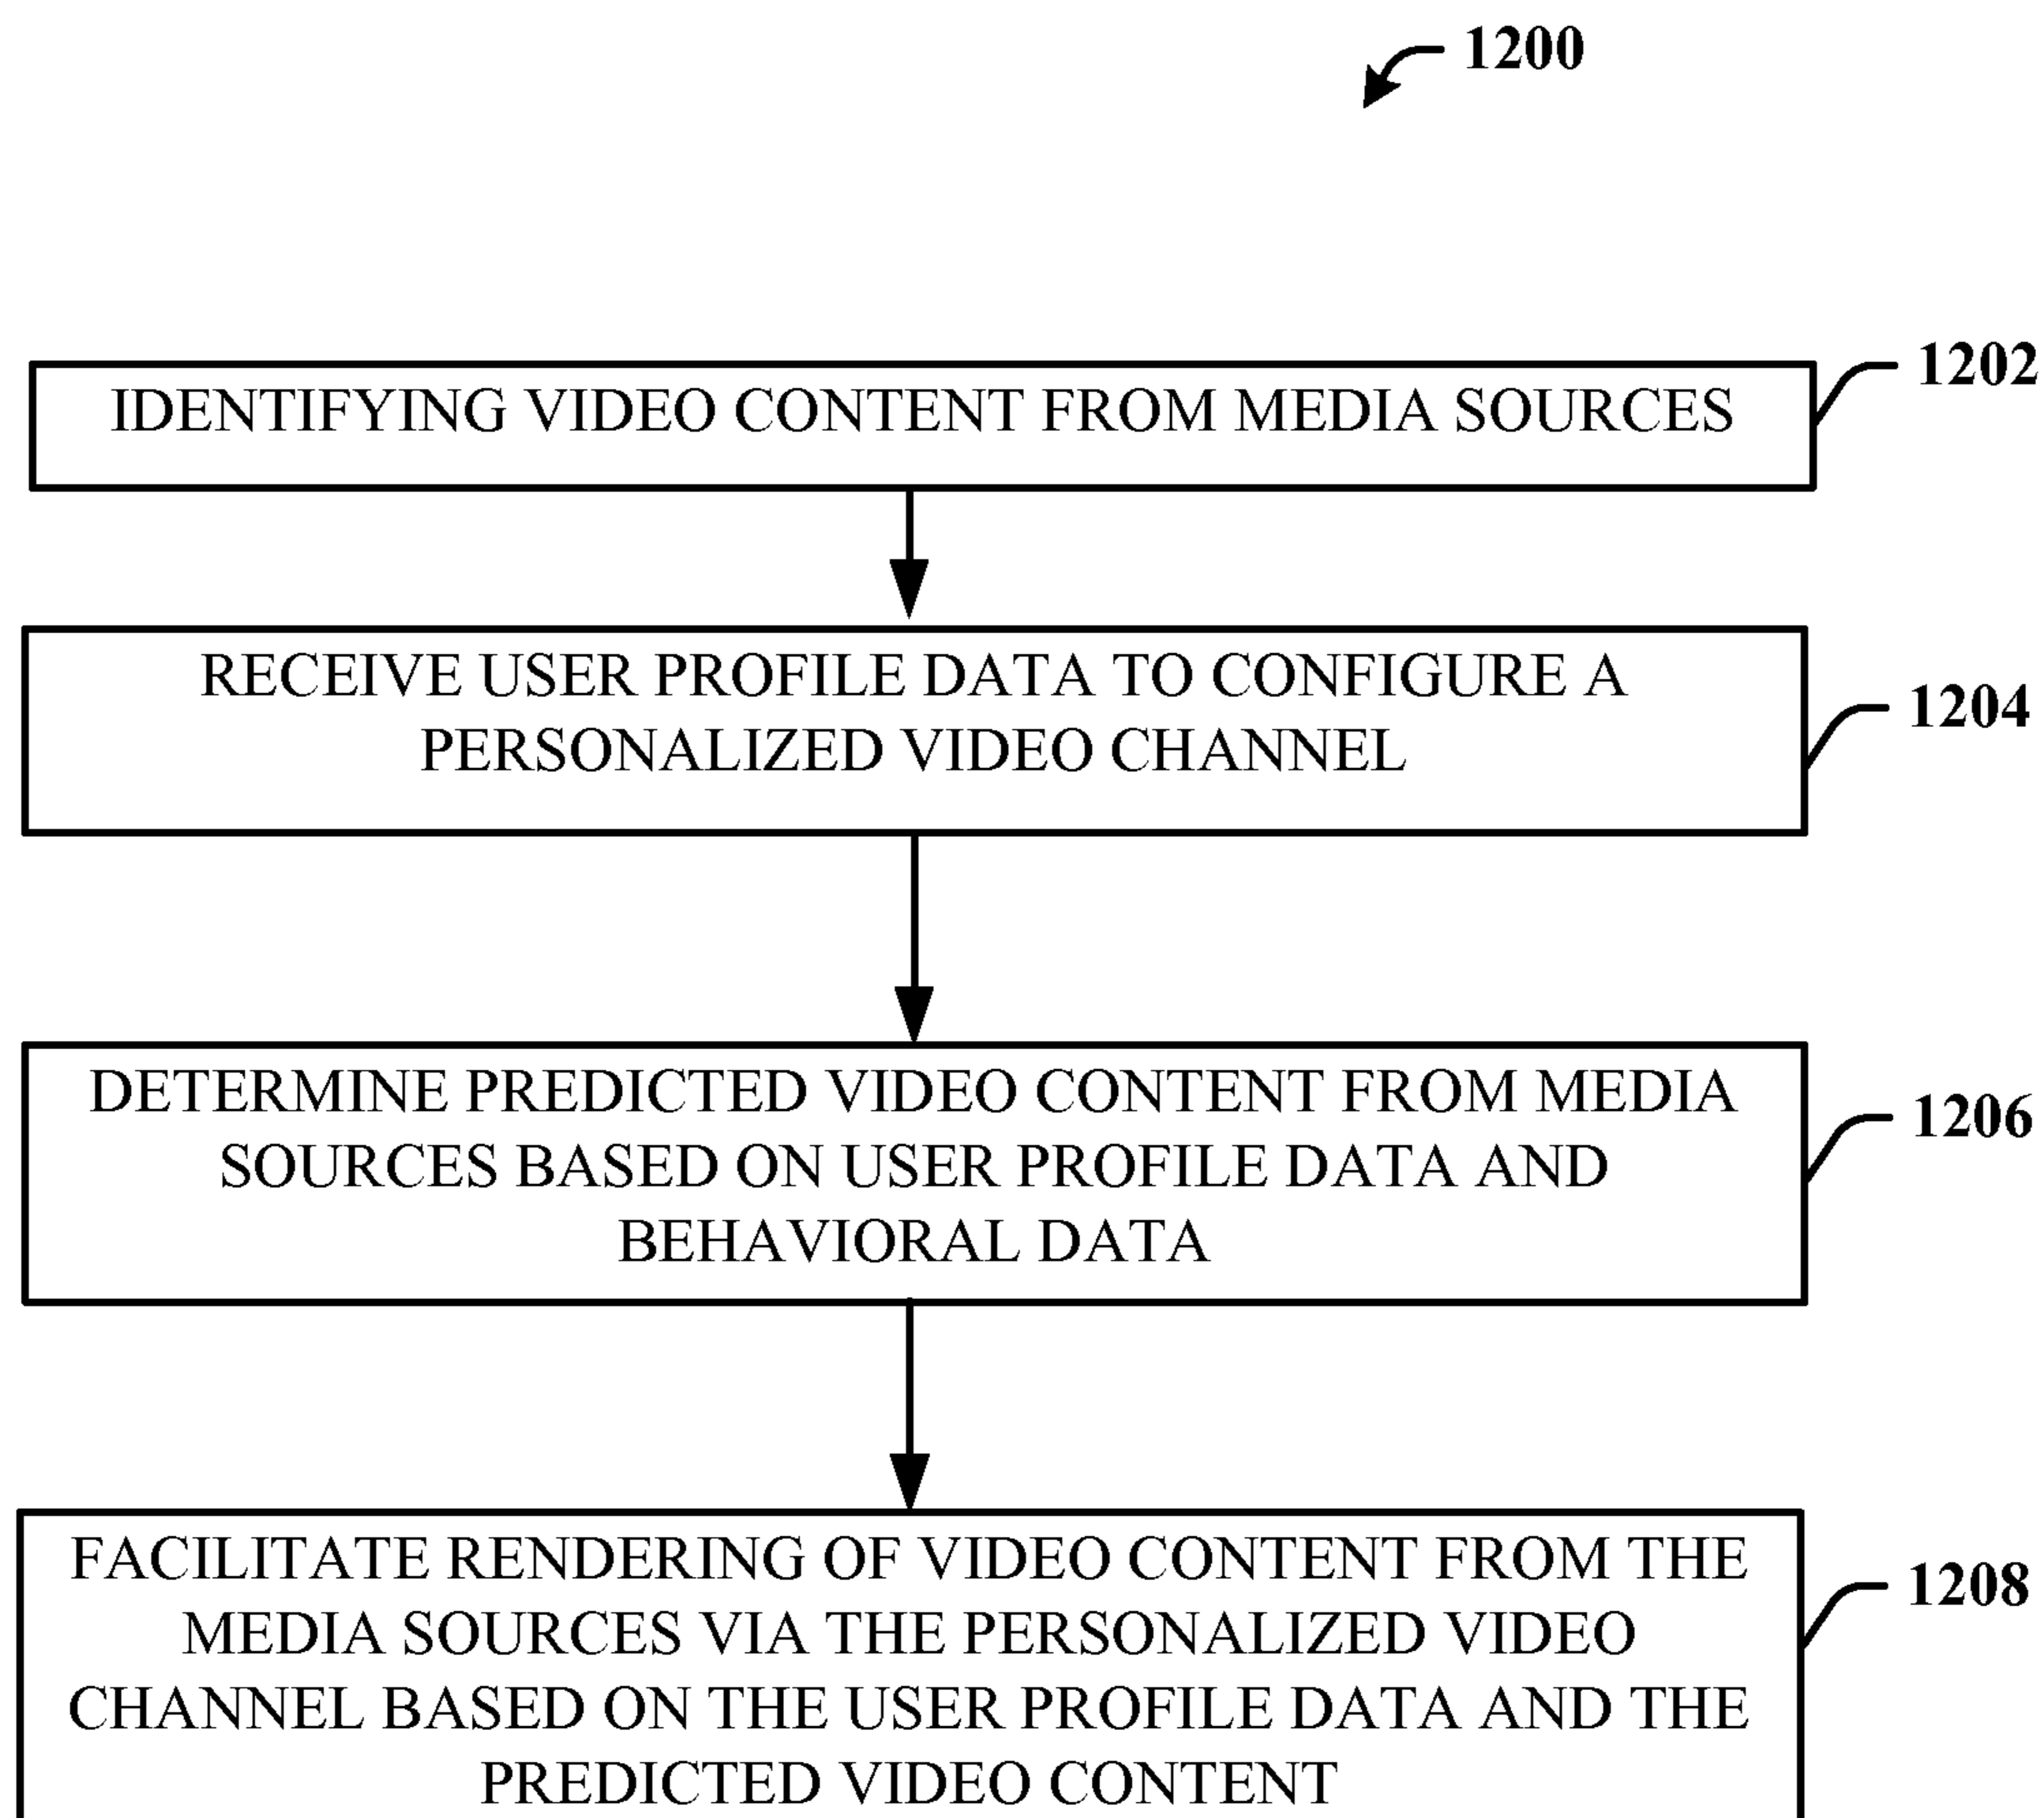 1200
IDENTIFYING VIDEO CONTENT FROM MEDIA SOURCES
1202
RECEIVE USER PROFILE DATA TO CONFIGURE A
PERSONALIZED VIDEO CHANNEL
1204
DETERMINE PREDICTED VIDEO CONTENT FROM MEDIA
SOURCES BASED ON USER PROFILE DATA AND
BEHAVIORAL DATA
1206
FACILITATE RENDERING OF VIDEO CONTENT FROM THE
MEDIA SOURCES VIA THE PERSONALIZED VIDEO
CHANNEL BASED ON THE USER PROFILE DATA AND THE
PREDICTED VIDEO CONTENT
1208